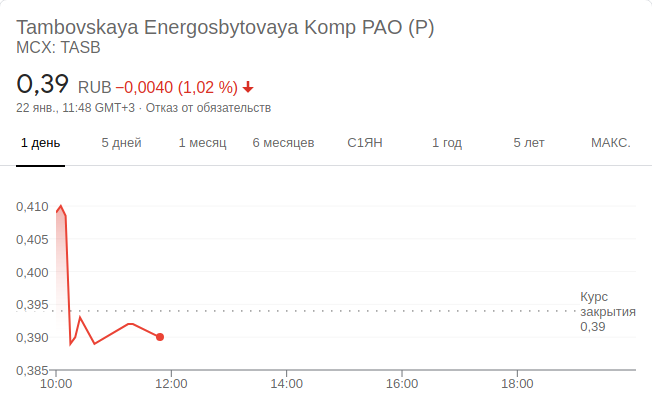 Tambovskaya Energosbytovaya Komp PAO (P)
MCX: TASB
0,39 RUB −0,0040 (1,02 %)
22 янв., 11:48 GMT+3 · Отказ от обязательств
1 день 5 дней 1 месяц 6 месяцев С1ЯН 1 год 5 лет МАКС.
0,410
0,405
0,400
0,395
0,390
0,385
Курс
закрытия
0,39
10:00 12:00 14:00 16:00 18:00